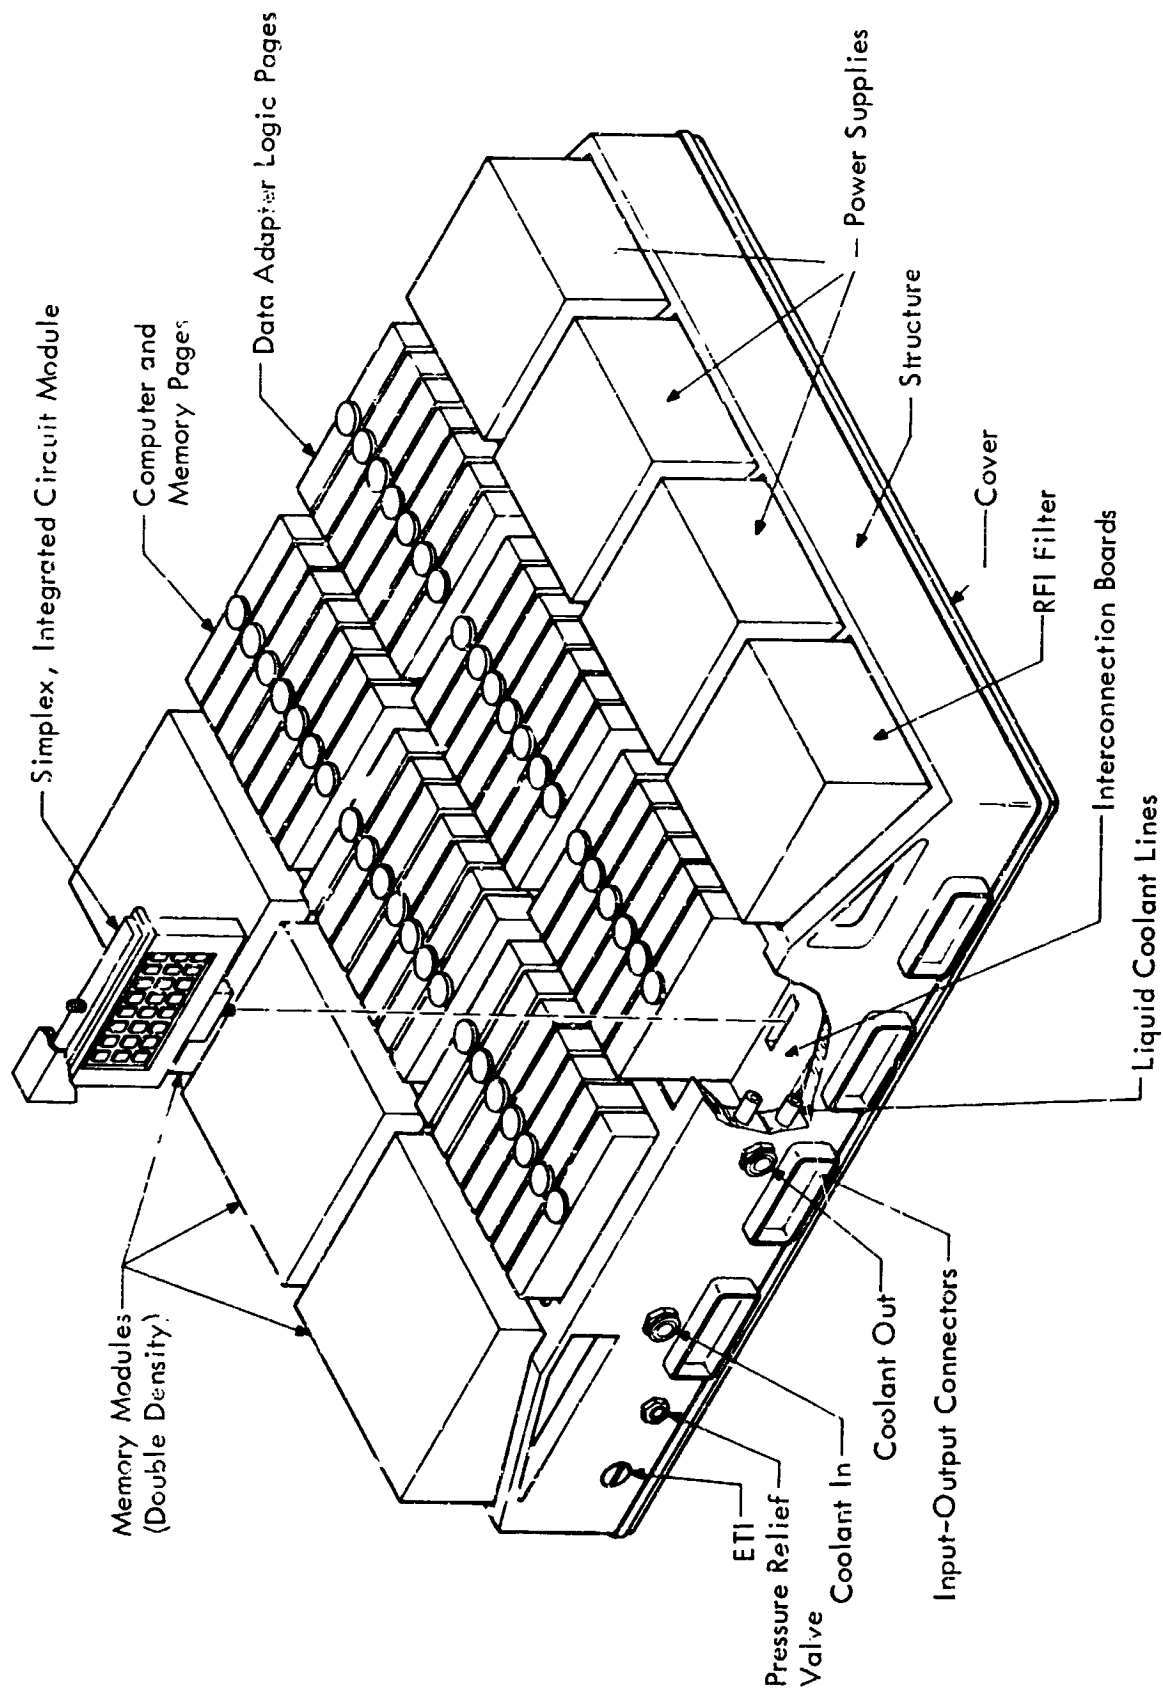 Simplex, Integrated Circuit Module
Computer and
Memory Pages
Data Adapter Logic Pages
Memory Modules
(Double Density)
Power Supplies
Structure
Cover
RFI Filter
Interconnection Boards
Liquid Coolant Lines
ETI
Pressure Relief
Valve
Coolant In
Coolant Out
Input-Output Connectors